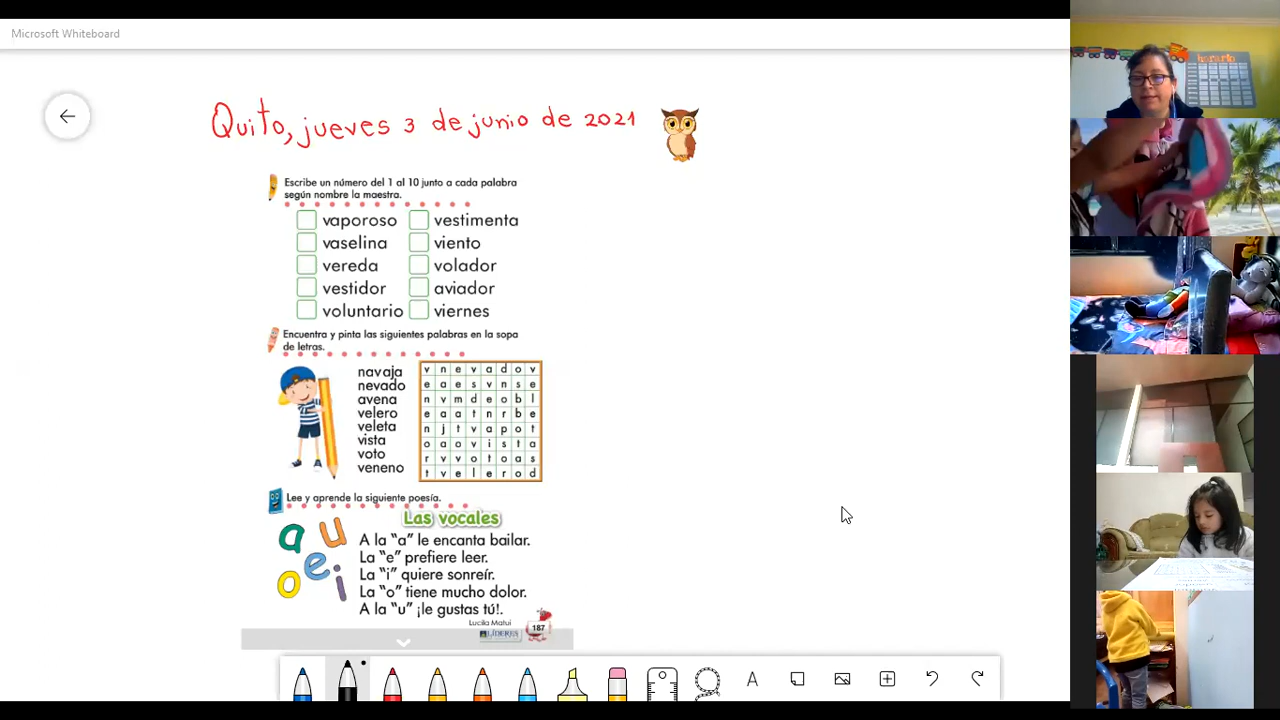 Microsoft Whiteboard
Quito, jueves 3 de junio de 2021
Escribe un número del 1 al 10 junto a cada palabra
según nombre la maestra.
vaporoso vestimenta
vaselina viento
vereda volador
vestidor aviador
voluntario viernes
Encuentra y pinta las siguientes palabras en la sopa
de letras.
navaja
nevado
avena
velero
veleta
vista
voto
veneno
v n e v a d o v
e a e s v n s e
n v m d e o b l
e a a t n r b e
n j t v a p o t
o a o v i s t a
r v v o t o a s
t v e l e r o d
Lee y aprende la siguiente poesía.
Las vocales
a u e o i
A la "a" le encanta bailar.
La "e" prefiere leer.
La "i" quiere sonreír.
La "o" tiene mucho dolor.
A la "u" ¡le gustas tú!.
Lucila Matui
LÍDERES
187
horario
A